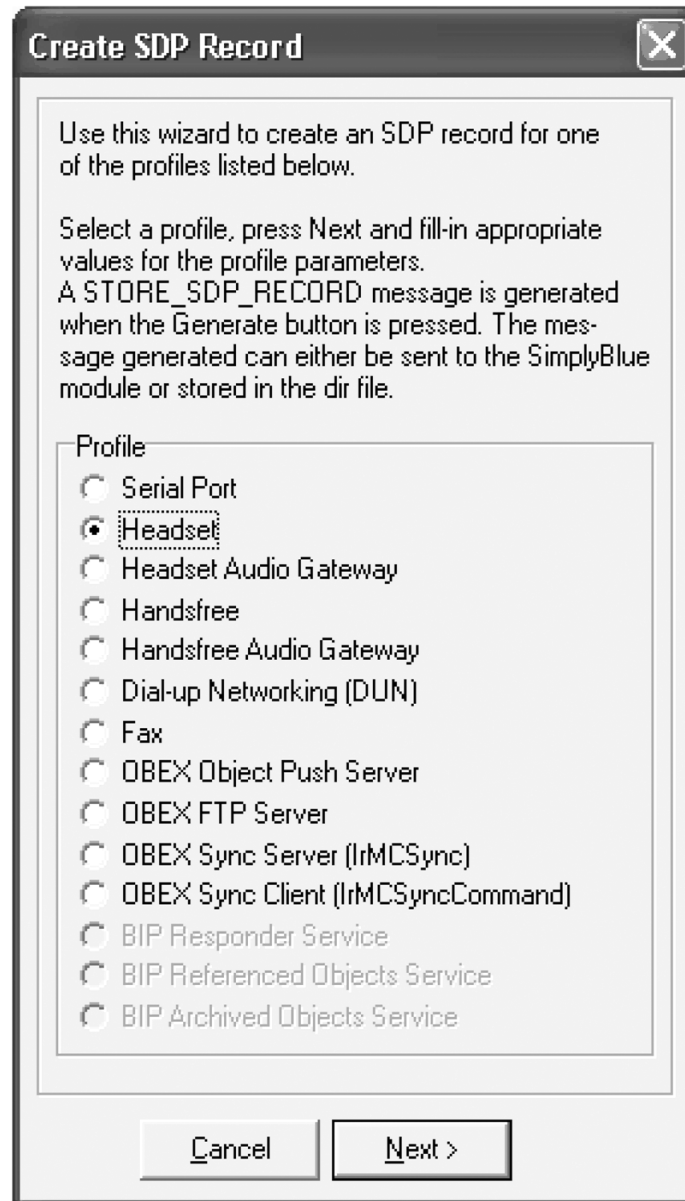 Create SDP Record
Use this wizard to create an SDP record for one
of the profiles listed below.
Select a profile, press Next and fill-in appropriate
values for the profile parameters.
A STORE_SDP_RECORD message is generated
when the Generate button is pressed. The mes-
sage generated can either be sent to the SimplyBlue
module or stored in the dir file.
Profile
Serial Port
Headset
Headset Audio Gateway
Handsfree
Handsfree Audio Gateway
Dial-up Networking (DUN)
Fax
OBEX Object Push Server
OBEX FTP Server
OBEX Sync Server (IrMCSync)
OBEX Sync Client (IrMCSyncCommand)
BIP Responder Service
BIP Referenced Objects Service
BIP Archived Objects Service
Cancel
Next >